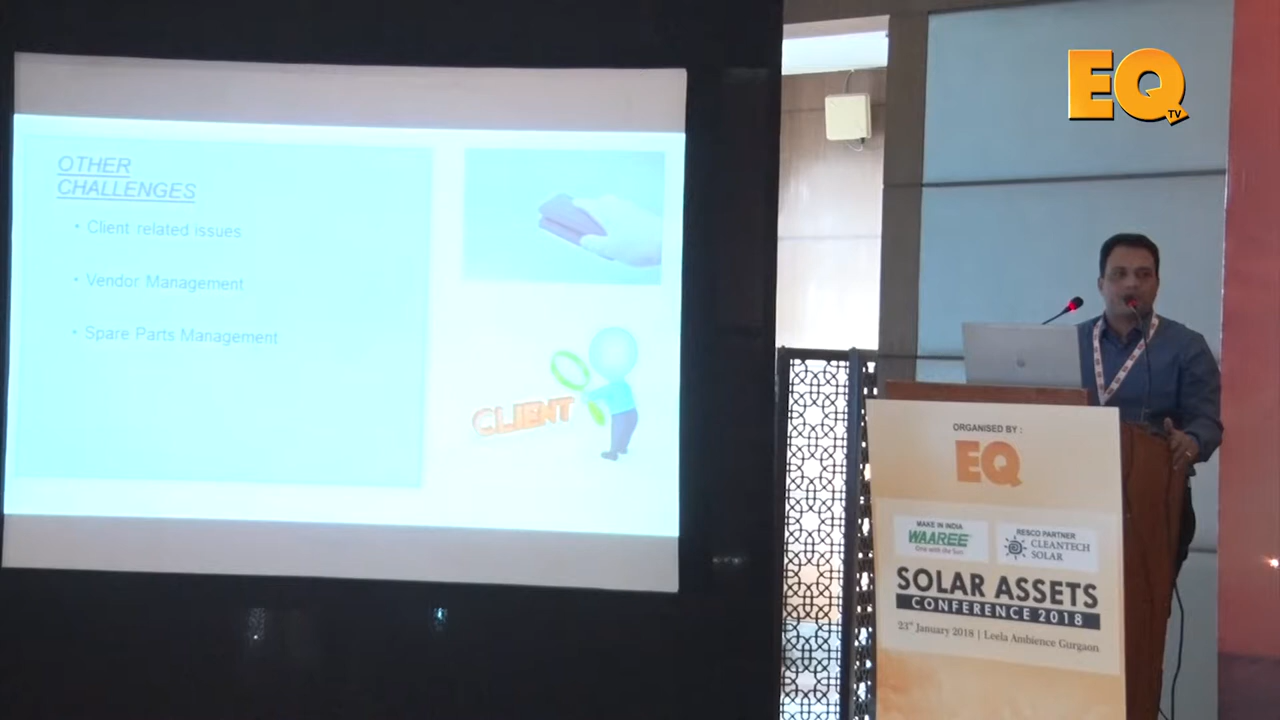 OTHER
CHALLENGES
• Client related issues
• Vendor Management
• Spare Parts Management
CLIENT
EQ
TV
ORGANISED BY :
EQ
MAKE IN INDIA
WAAREE
One with the Sun
RESCO PARTNER
CLEANTECH
SOLAR
SOLAR ASSETS
CONFERENCE 2018
23rd January 2018 | Leela Ambience Gurgaon